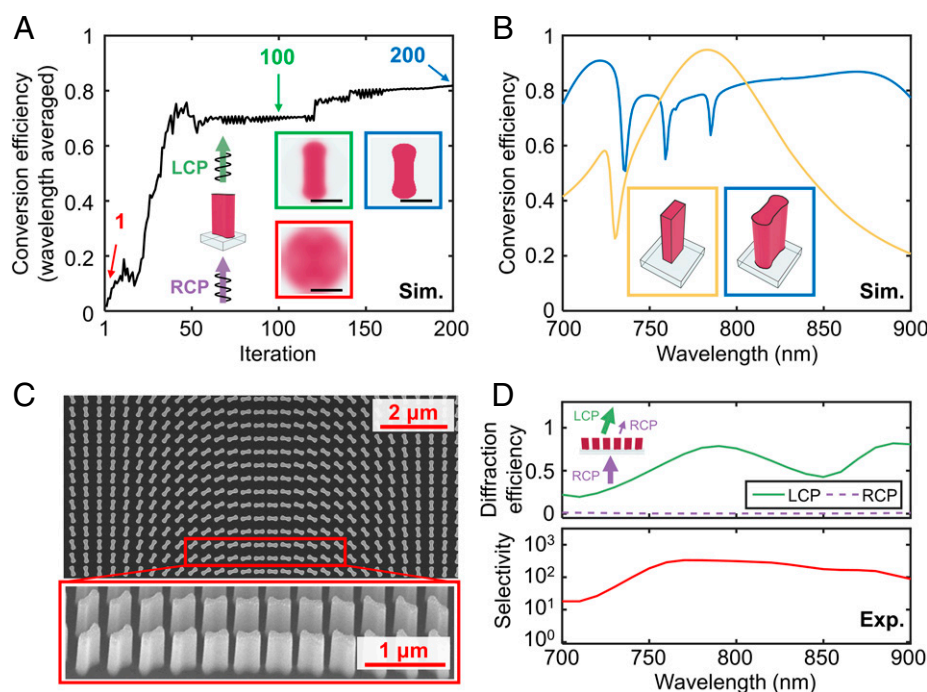 A
Conversion efficiency
(wavelength averaged)
1
0.8
0.6
0.4
0.2
0
100
200
LCP
1
RCP
Sim.
1
50
100
150
200
Iteration
B
Conversion efficiency
1
0.8
0.6
0.4
0.2
0
Sim.
700
750
800
850
900
Wavelength (nm)
C
2 µm
1 µm
D
Diffraction
efficiency
1
0.5
0
LCP
RCP
RCP
LCP
RCP
Selectivity
10³
10²
10¹
10⁰
Exp.
700
750
800
850
900
Wavelength (nm)